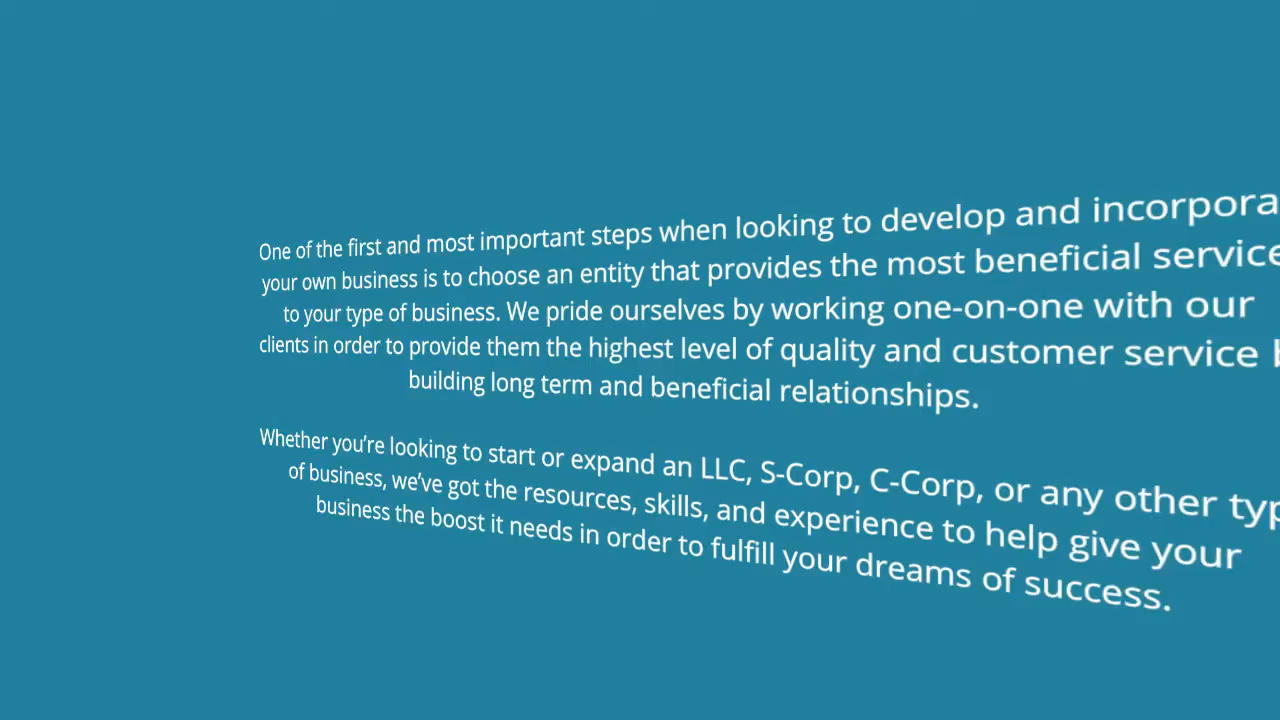 One of the first and most important steps when looking to develop and incorpora
your own business is to choose an entity that provides the most beneficial service
to your type of business. We pride ourselves by working one-on-one with our
clients in order to provide them the highest level of quality and customer service
building long term and beneficial relationships.
Whether you're looking to start or expand an LLC, S-Corp, C-Corp, or any other typ
of business, we've got the resources, skills, and experience to help give your
business the boost it needs in order to fulfill your dreams of success.